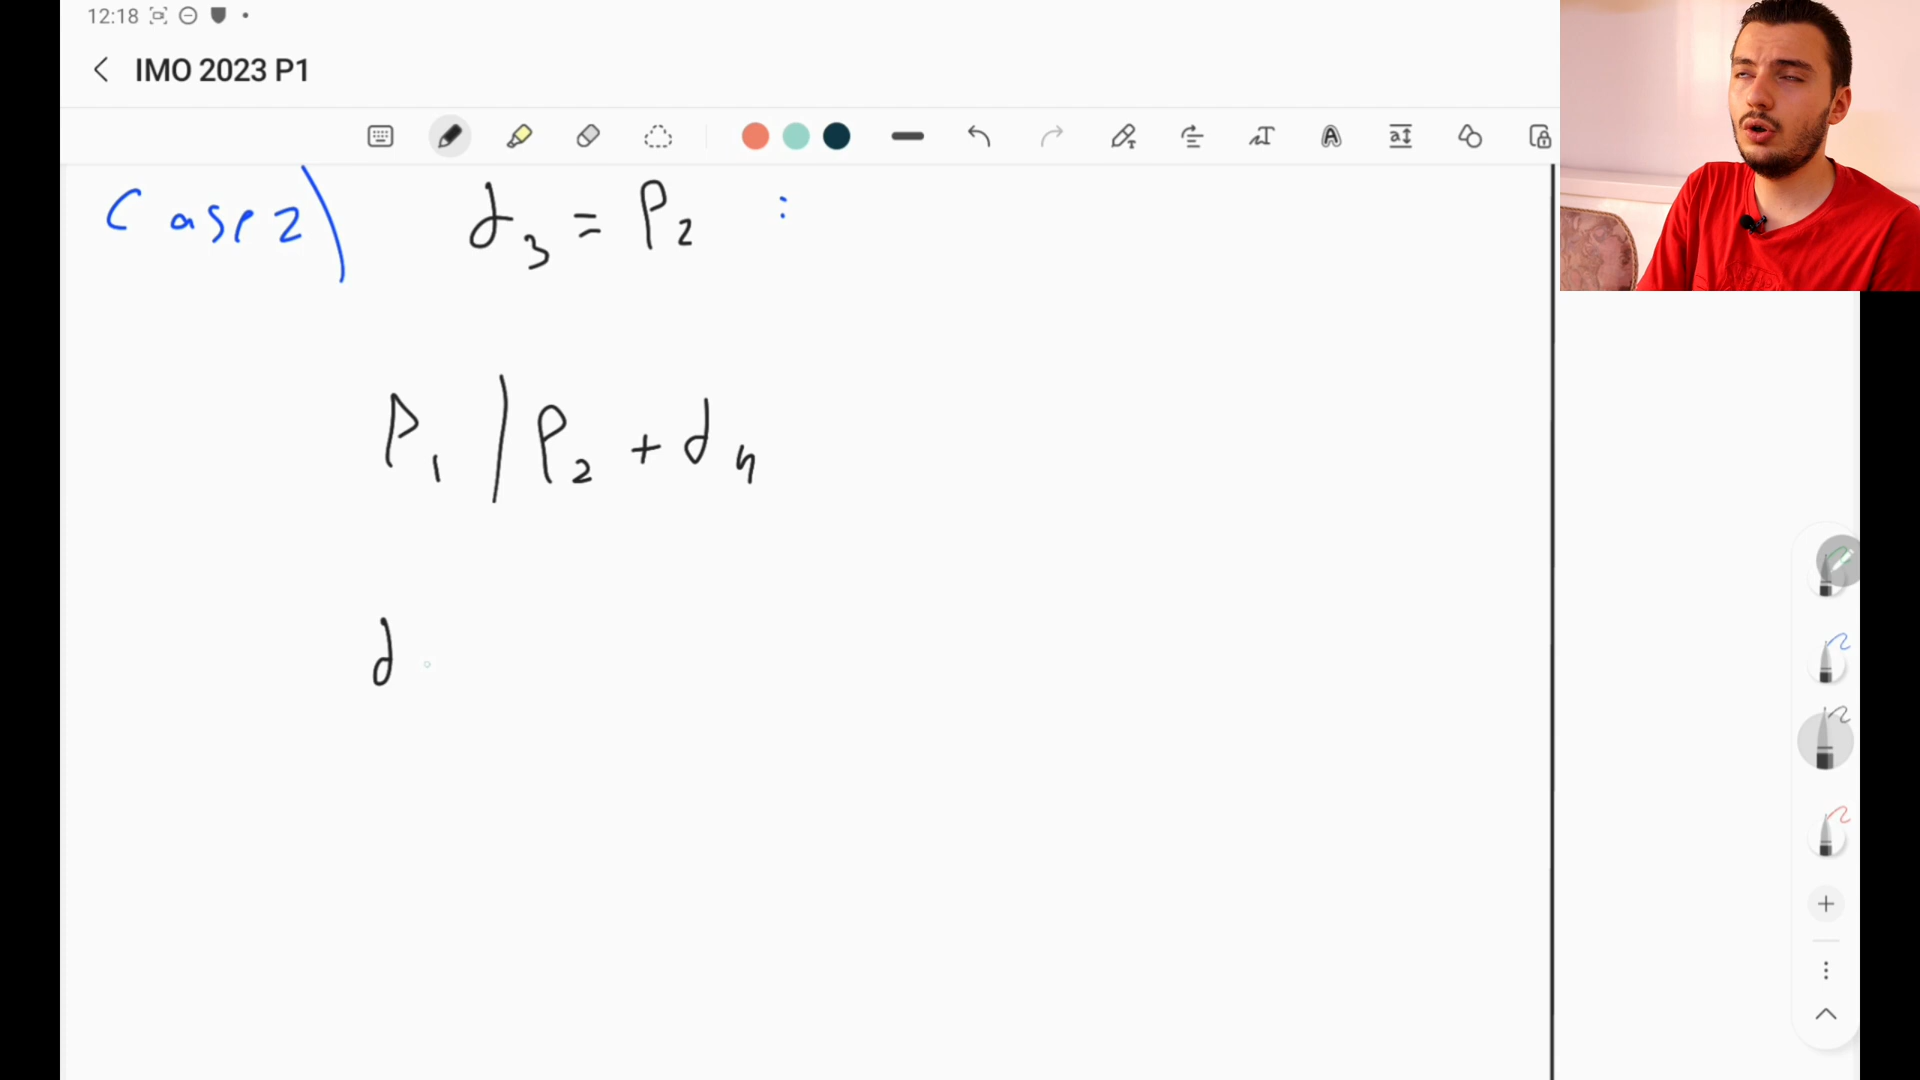 12:18
IMO 2023 P1
Case 2) d₃ = P₂ :
P₁ | P₂ + d₄
d